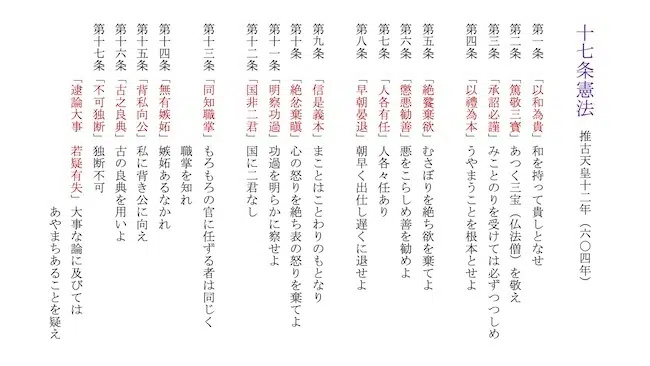 十七条憲法 推古天皇十二年(六〇四年)
第一条 「以和為貴」 和を持って貴しとなせ
第二条 「篤敬三寶」 あつく三宝(仏法僧)を敬え
第三条 「承詔必謹」 みことのりを受けては必ずつつしめ
第四条 「以禮為本」 うやまうことを根本とせよ
第五条 「絶餮棄欲」 むさぼりを絶ち欲を棄てよ
第六条 「懲悪勧善」 悪をこらしめ善を勧めよ
第七条 「人各有任」 人各々任あり
第八条 「早朝晏退」 朝早く出仕し遅くに退せよ
第九条 「信是義本」 まことはことわりのもとなり
第十条 「絶忿棄瞋」 心の怒りを絶ち表の怒りを棄てよ
第十一条 「明察功過」 功過を明らかに察せよ
第十二条 「国非二君」 国に二君なし
第十三条 「同知職掌」 もろもろの官に任ずる者は同じく
職掌を知れ
第十四条 「無有嫉妬」 嫉妬あるなかれ
第十五条 「背私向公」 私に背き公に向え
第十六条 「古之良典」 古の良典を用いよ
第十七条 「不可独断」 独断不可
「逮論大事 若疑有失」 大事な論に及びては
あやまちあることを疑え